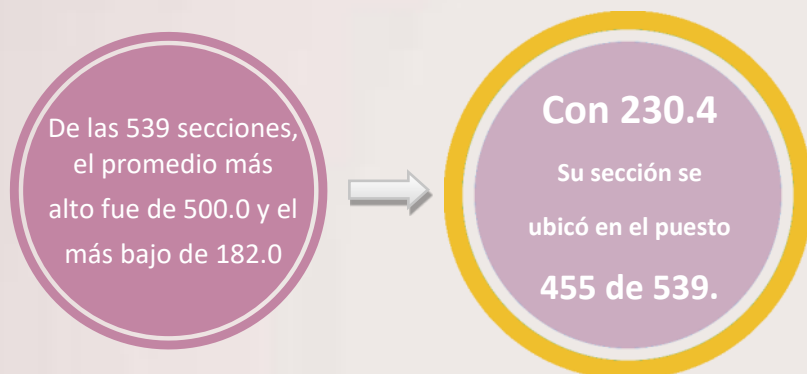 De las 539 secciones,
el promedio más
alto fue de 500.0 y el
más bajo de 182.0
Con 230.4
Su sección se
ubicó en el puesto
455 de 539.